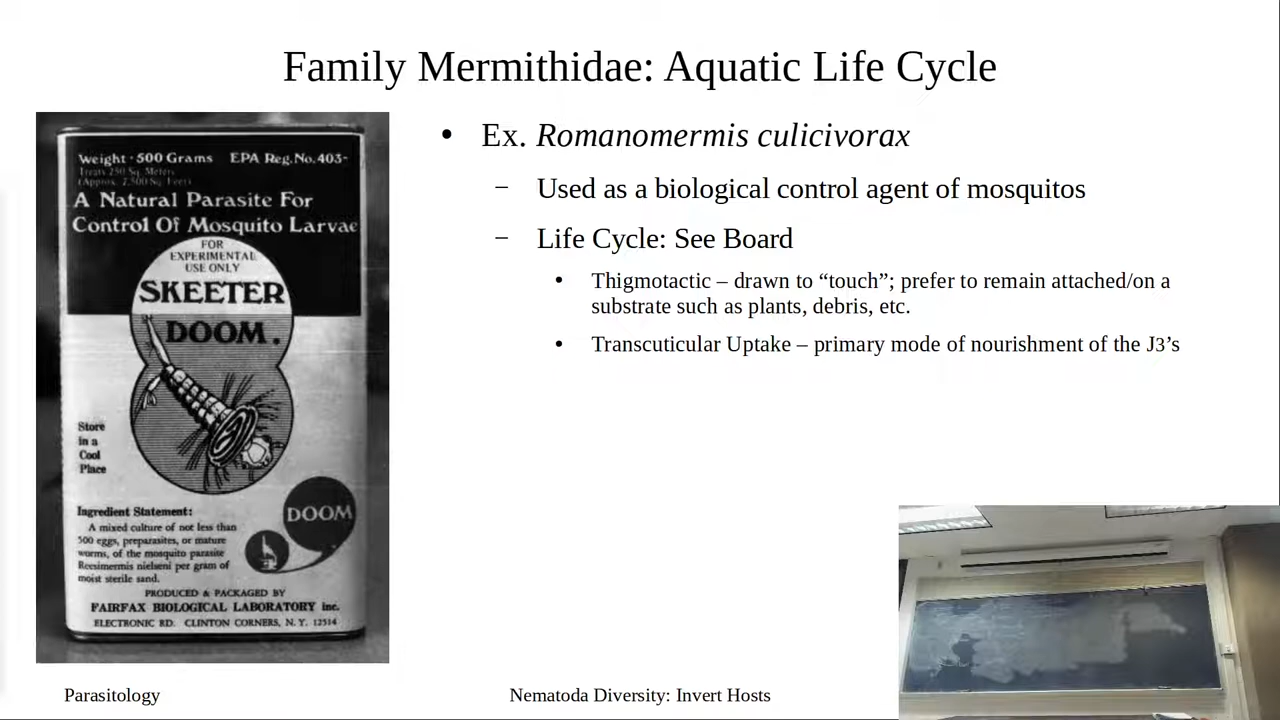 Family Mermithidae: Aquatic Life Cycle
Weight · 500 Grams EPA Reg.No.403-
Treats 250 Sq. Meters
(Approx. 2,500 Sq. Feet)
A Natural Parasite For
Control Of Mosquito Larvae
FOR
EXPERIMENTAL
USE ONLY
SKEETER
DOOM.
Store
in a
Cool
Place
Ingredient Statement:
A mixed culture of not less than
500 eggs, preparasites, or mature
worms, of the mosquito parasite
Reesimermis nielseni per gram of
moist sterile sand.
DOOM
PRODUCED & PACKAGED BY
FAIRFAX BIOLOGICAL LABORATORY inc.
ELECTRONIC RD. CLINTON CORNERS, N.Y. 12514
• Ex. Romanomermis culicivorax
– Used as a biological control agent of mosquitos
– Life Cycle: See Board
• Thigmotactic – drawn to “touch”; prefer to remain attached/on a
substrate such as plants, debris, etc.
• Transcuticular Uptake – primary mode of nourishment of the J3’s
Parasitology
Nematoda Diversity: Invert Hosts